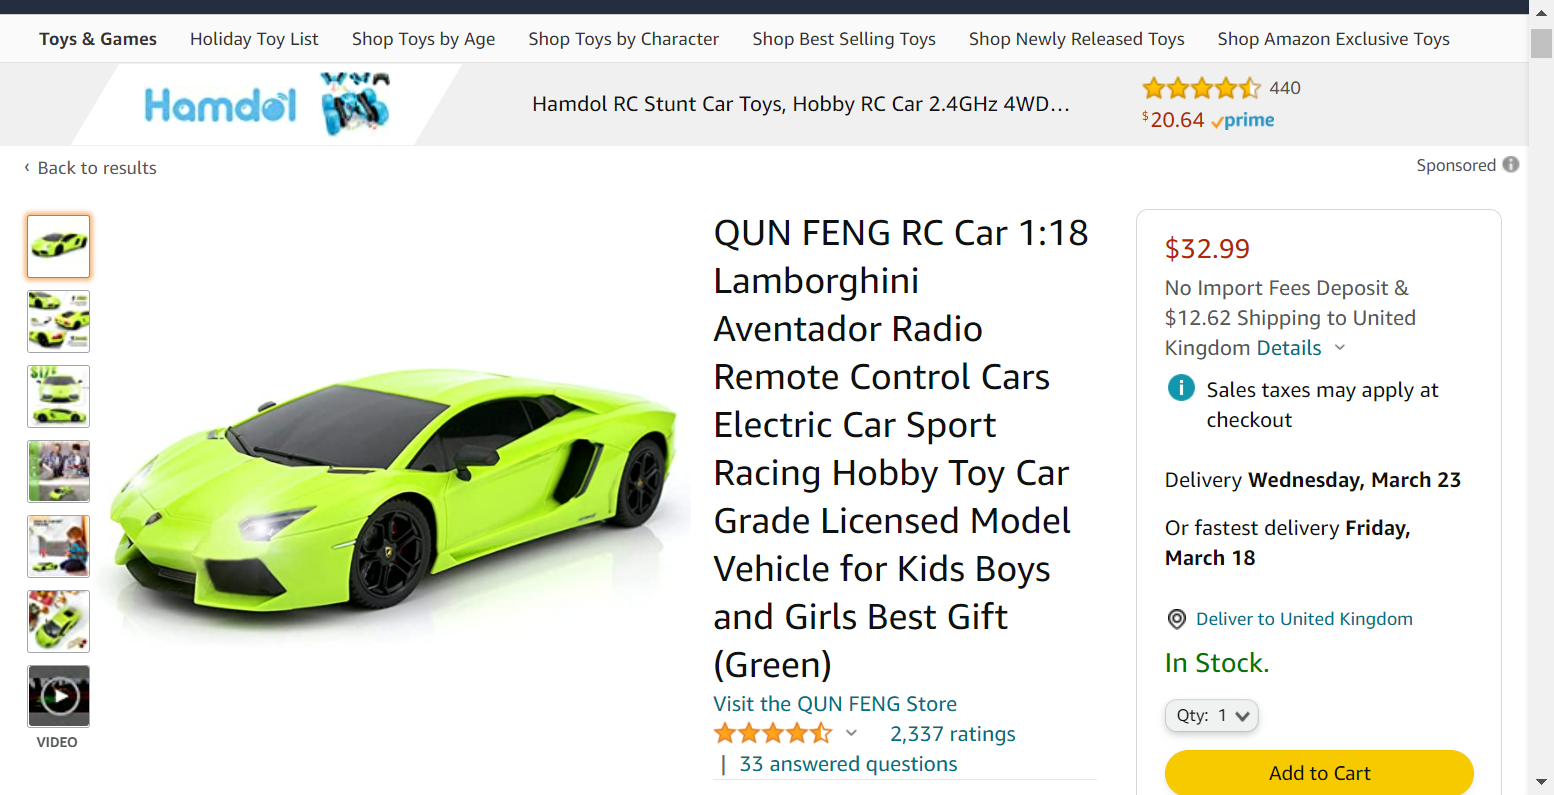 Toys & Games Holiday Toy List Shop Toys by Age Shop Toys by Character Shop Best Selling Toys Shop Newly Released Toys Shop Amazon Exclusive Toys
Hamdol
Hamdol RC Stunt Car Toys, Hobby RC Car 2.4GHz 4WD…
440
$20.64 prime
‹ Back to results
Sponsored
SIZE
VIDEO
QUN FENG RC Car 1:18
Lamborghini
Aventador Radio
Remote Control Cars
Electric Car Sport
Racing Hobby Toy Car
Grade Licensed Model
Vehicle for Kids Boys
and Girls Best Gift
(Green)
Visit the QUN FENG Store
2,337 ratings
| 33 answered questions
$32.99
No Import Fees Deposit &
$12.62 Shipping to United
Kingdom Details
Sales taxes may apply at
checkout
Delivery Wednesday, March 23
Or fastest delivery Friday,
March 18
Deliver to United Kingdom
In Stock.
Qty: 1
Add to Cart